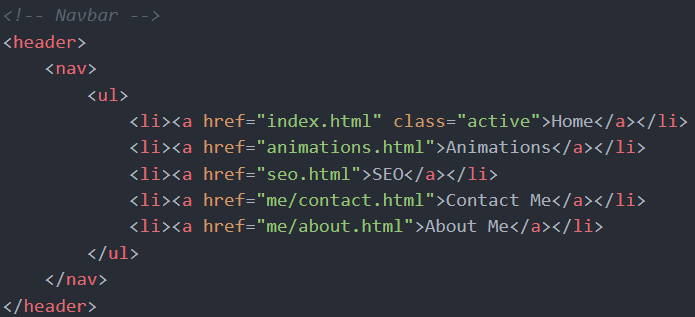 <!-- Navbar -->
<header>
    <nav>
        <ul>
            <li><a href="index.html" class="active">Home</a></li>
            <li><a href="animations.html">Animations</a></li>
            <li><a href="seo.html">SEO</a></li>
            <li><a href="me/contact.html">Contact Me</a></li>
            <li><a href="me/about.html">About Me</a></li>
        </ul>
    </nav>
</header>